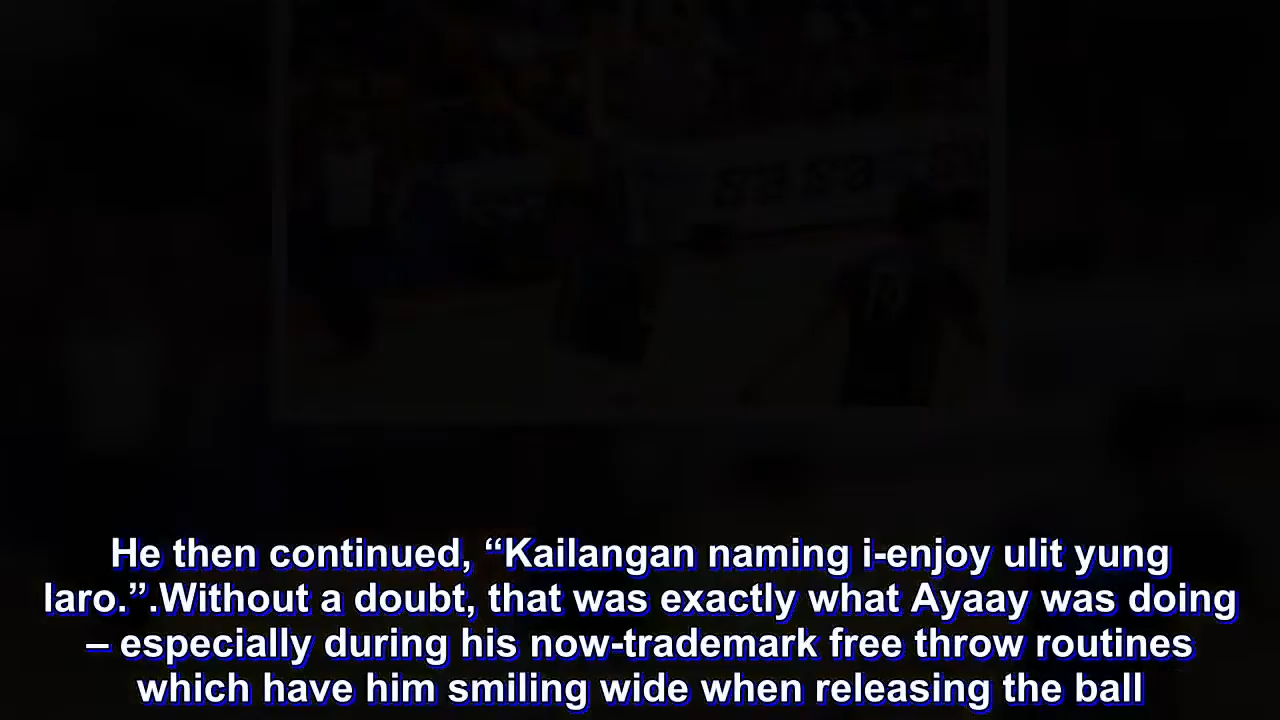 He then continued, “Kailangan naming i-enjoy ulit yung
laro.”.Without a doubt, that was exactly what Ayaay was doing
– especially during his now-trademark free throw routines
which have him smiling wide when releasing the ball